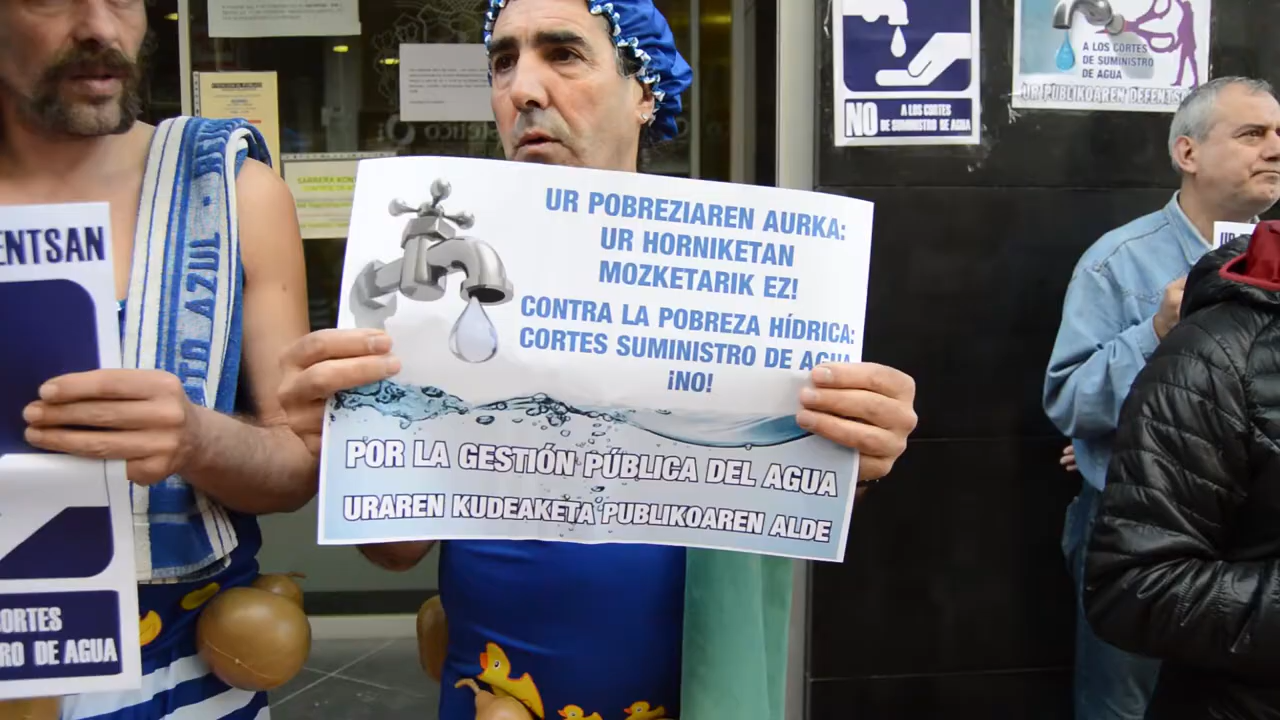 UR POBREZIAREN AURKA:
UR HORNIKETAN
MOZKETARIK EZ!
CONTRA LA POBREZA HÍDRICA:
CORTES SUMINISTRO DE AGUA
¡NO!
POR LA GESTIÓN PÚBLICA DEL AGUA
URAREN KUDEAKETA PUBLIKOAREN ALDE
ENTSAN
CORTES
RO DE AGUA
TO AZUL
NO
A LOS CORTES
DE SUMINISTRO DE AGUA
A LOS CORTES
DE SUMINISTRO
DE AGUA
UR PUBLIKOAREN DEFENTS